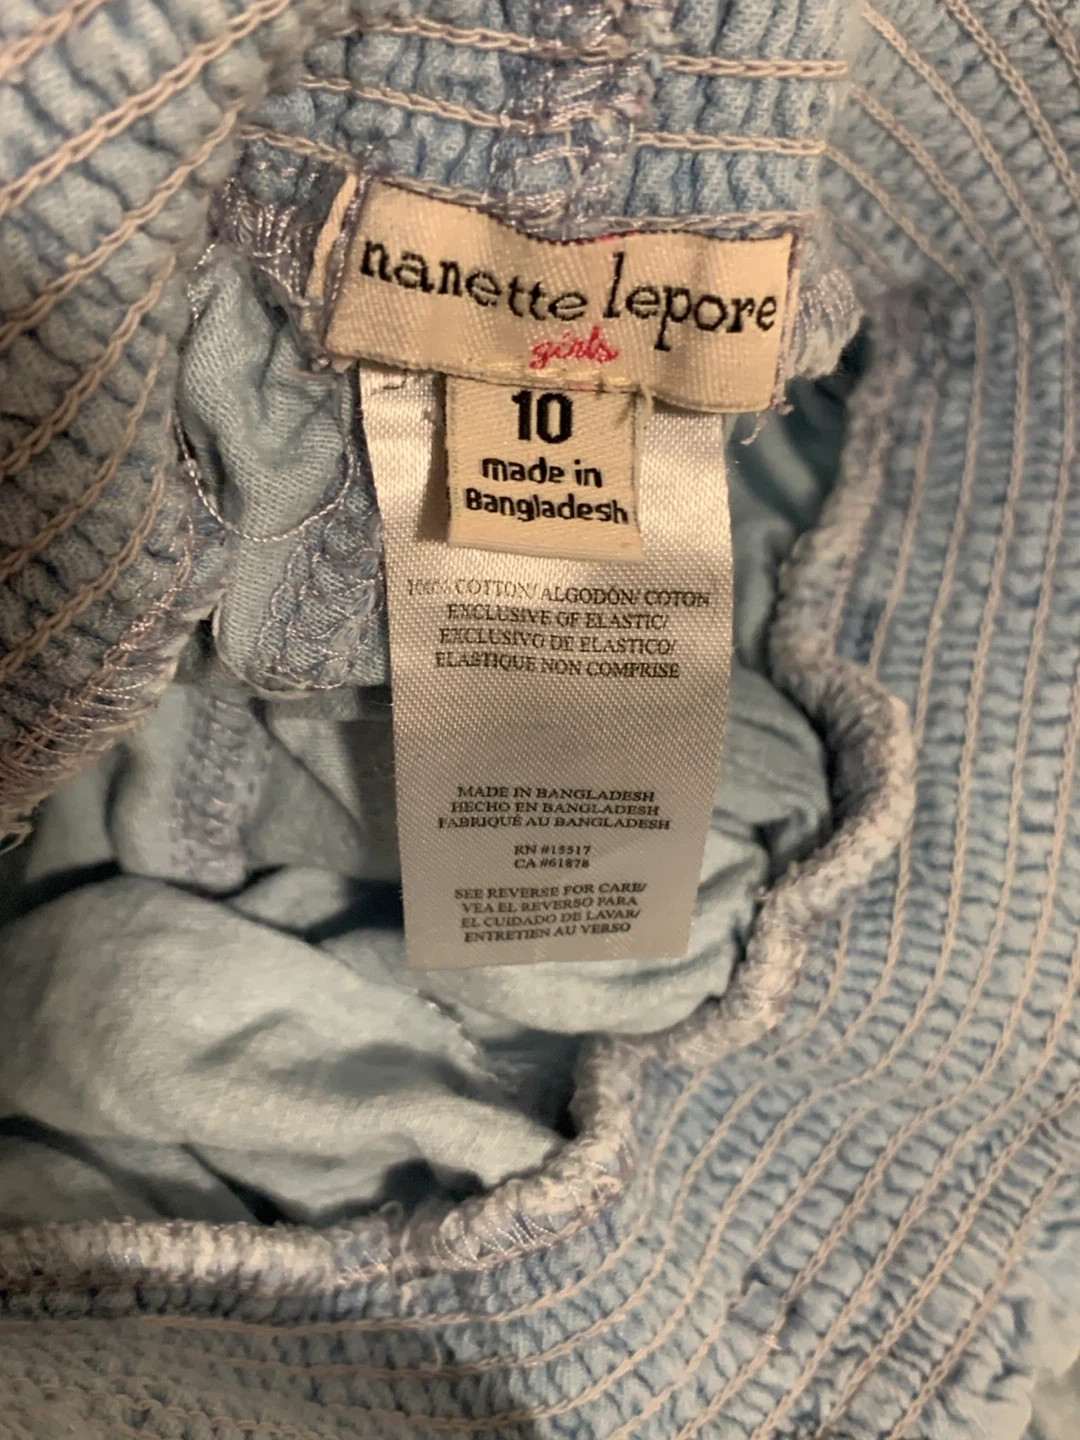 nanette lepore
girls
10
made in
Bangladesh
100% COTTON/ ALGODÓN/ COTON
EXCLUSIVE OF ELASTIC/
EXCLUSIVO DE ELASTICO/
ELASTIQUE NON COMPRISE
MADE IN BANGLADESH
HECHO EN BANGLADESH
FABRIQUÉ AU BANGLADESH
RN #15517
CA #61878
SEE REVERSE FOR CARE/
VEA EL REVERSO PARA
EL CUIDADO DE LAVAR/
ENTRETIEN AU VERSO